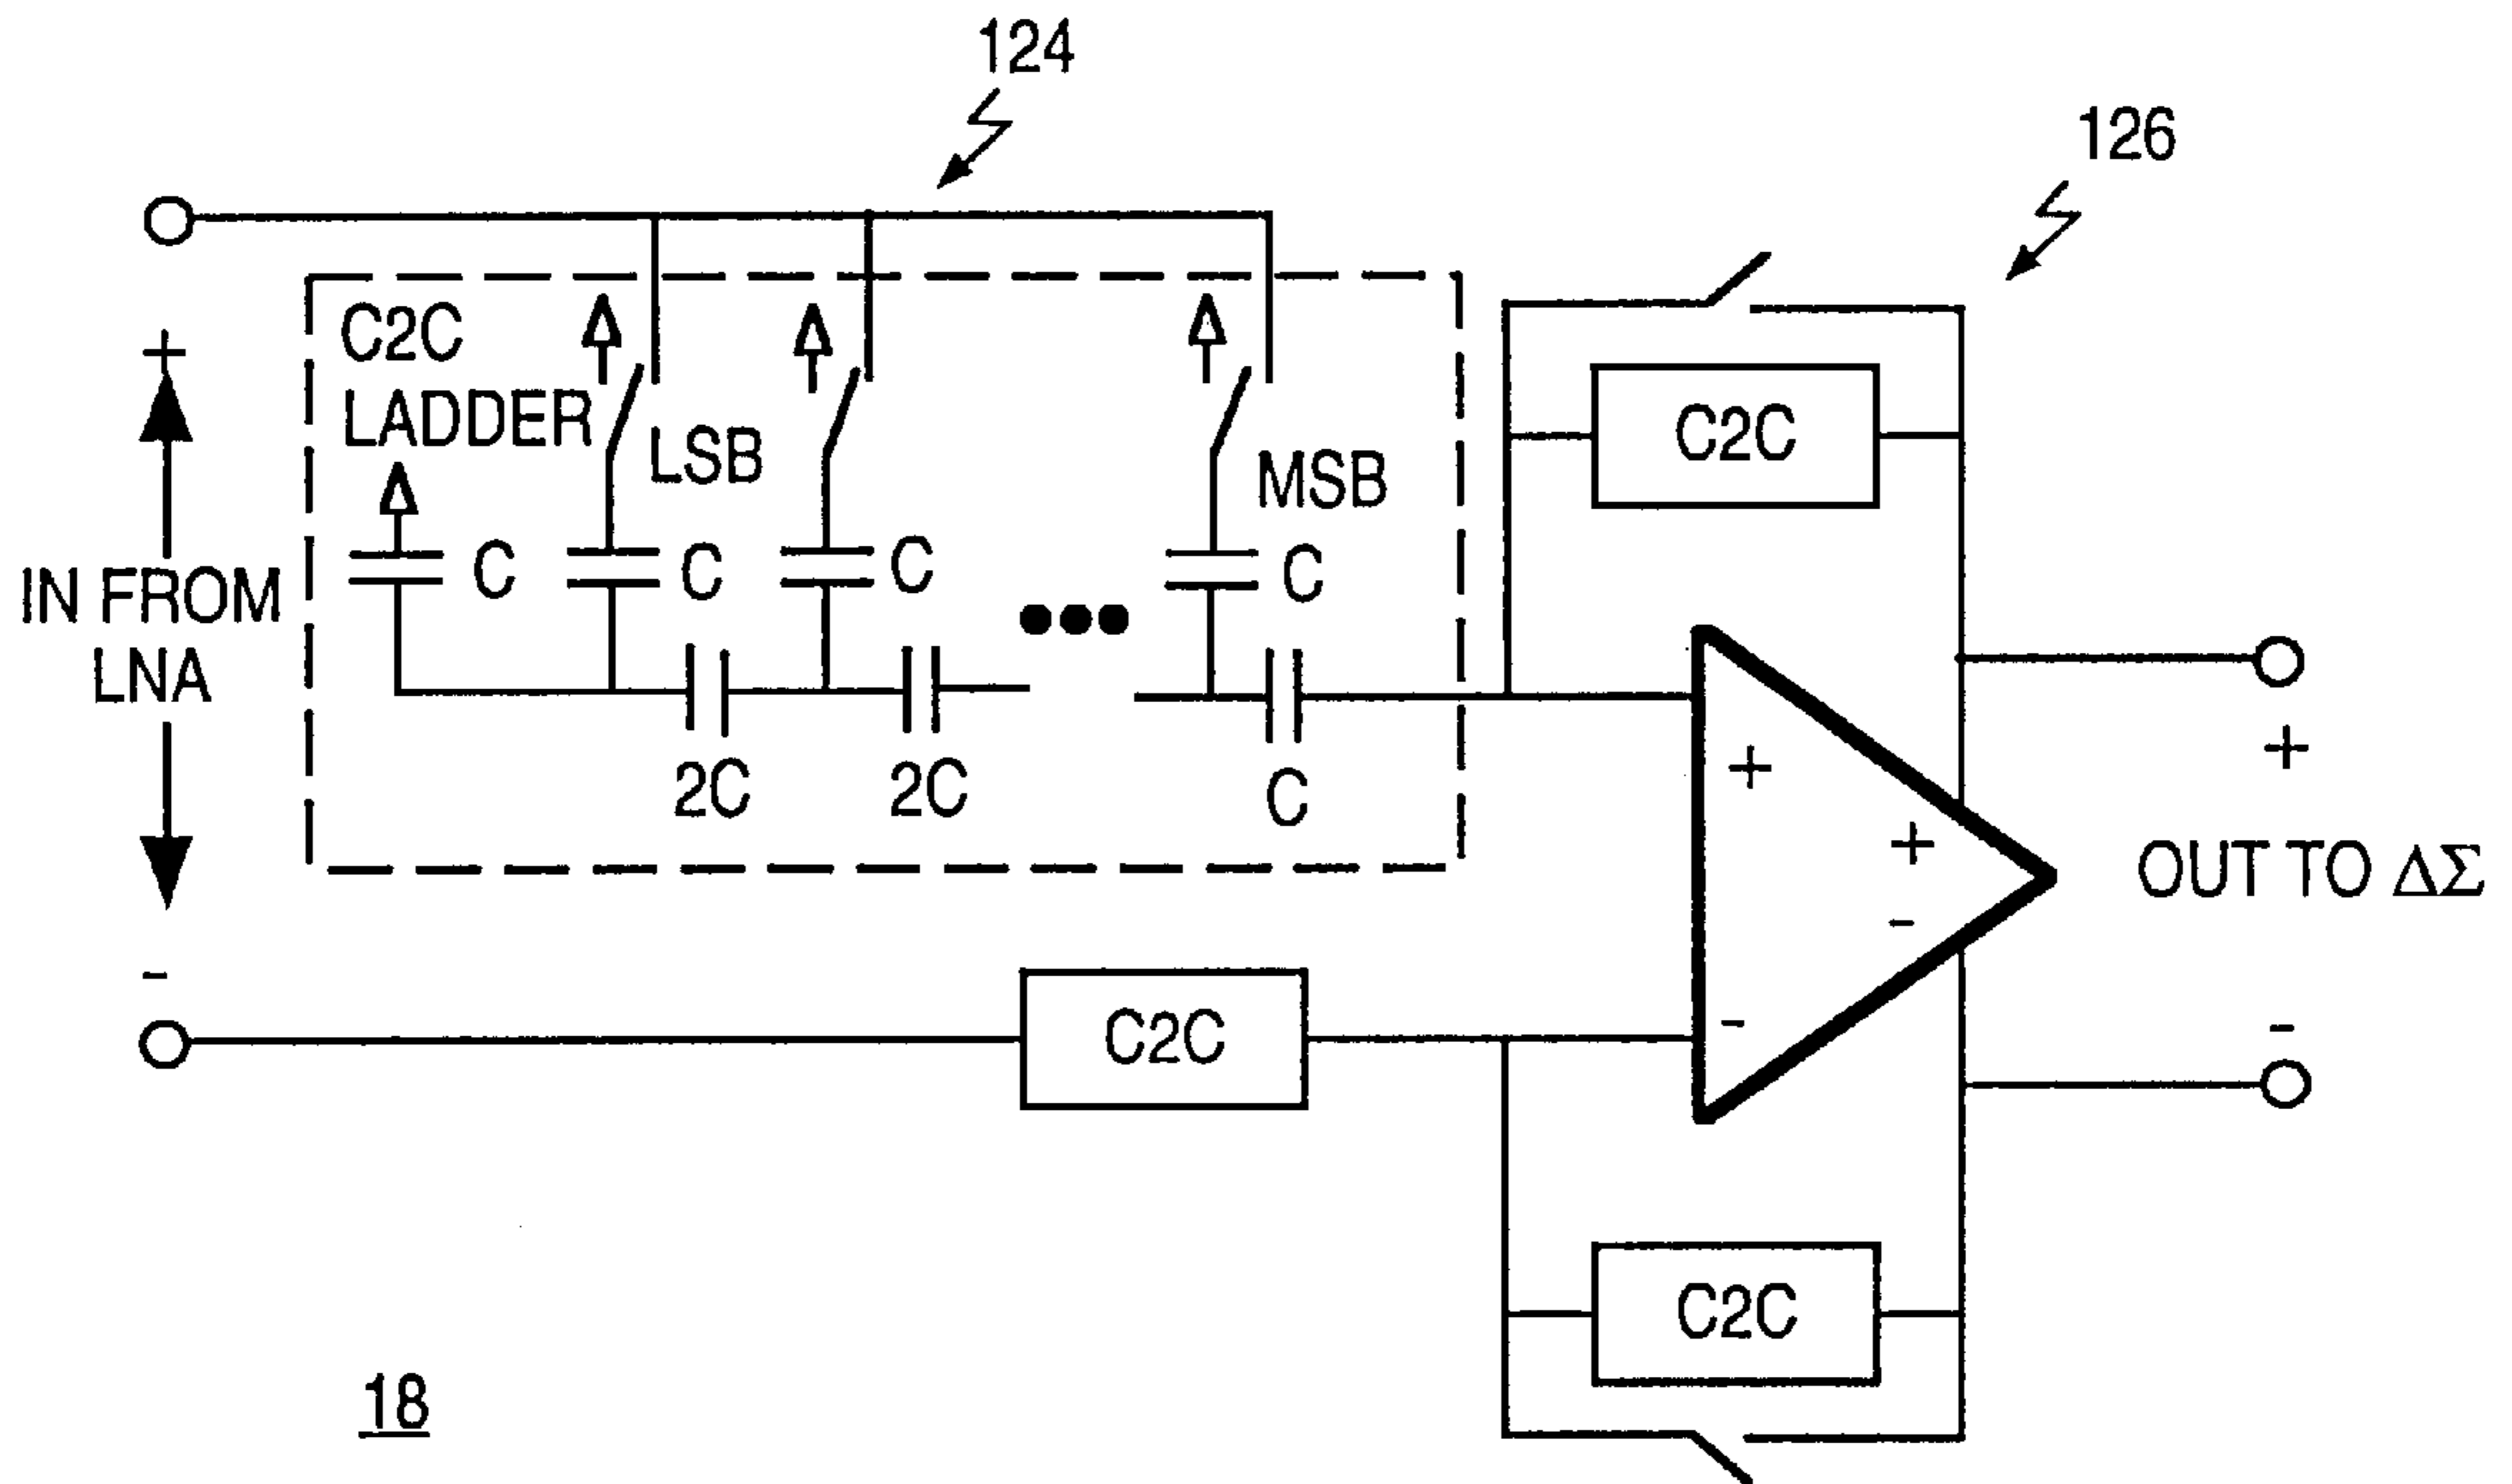 124
126
+
C2C
LADDER
LSB
C2C
MSB
C
C
C
C
IN FROM
LNA
2C
2C
C
+
+
+
OUT TO ΔΣ
-
-
C2C
-
-
C2C
18